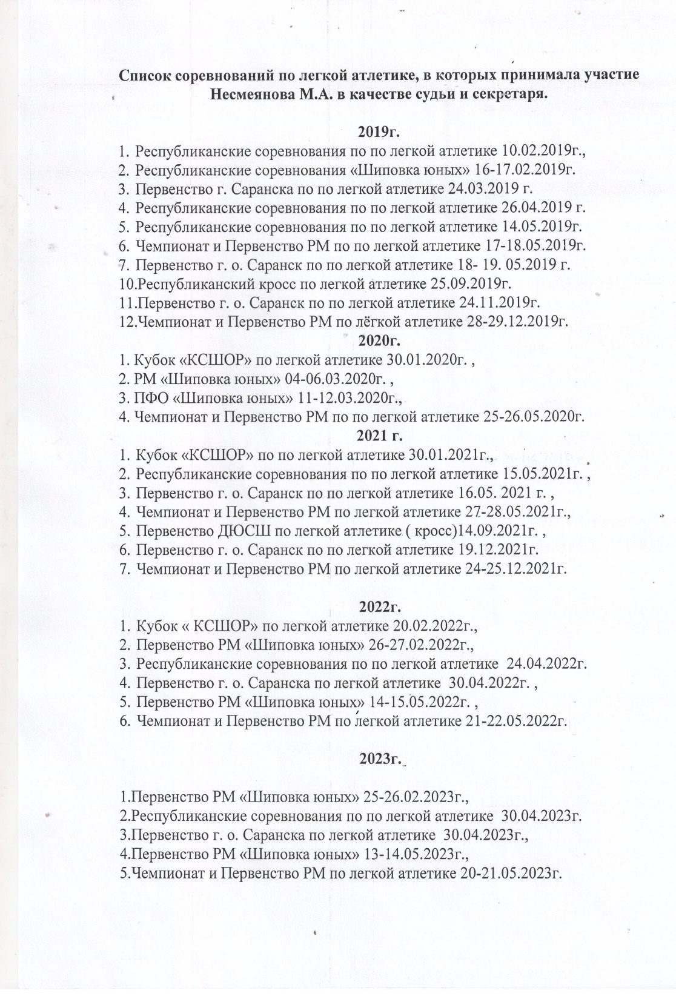 Список соревнований по легкой атлетике, в которых принимала участие
Несмеянова М.А. в качестве судьи и секретаря.
2019г.
1. Республиканские соревнования по по легкой атлетике 10.02.2019г.,
2. Республиканские соревнования «Шиповка юных» 16-17.02.2019г.
3. Первенство г. Саранска по по легкой атлетике 24.03.2019 г.
4. Республиканские соревнования по по легкой атлетике 26.04.2019 г.
5. Республиканские соревнования по по легкой атлетике 14.05.2019г.
6. Чемпионат и Первенство РМ по по легкой атлетике 17-18.05.2019г.
7. Первенство г. о. Саранск по по легкой атлетике 18- 19. 05.2019 г.
10.Республиканский кросс по легкой атлетике 25.09.2019г.
11.Первенство г. о. Саранск по по легкой атлетике 24.11.2019г.
12.Чемпионат и Первенство РМ по лёгкой атлетике 28-29.12.2019г.
2020г.
1. Кубок «КСШОР» по легкой атлетике 30.01.2020г. ,
2. РМ «Шиповка юных» 04-06.03.2020г. ,
3. ПФО «Шиповка юных» 11-12.03.2020г.,
4. Чемпионат и Первенство РМ по по легкой атлетике 25-26.05.2020г.
2021 г.
1. Кубок «КСШОР» по по легкой атлетике 30.01.2021г.,
2. Республиканские соревнования по по легкой атлетике 15.05.2021г. ,
3. Первенство г. о. Саранск по по легкой атлетике 16.05. 2021 г. ,
4. Чемпионат и Первенство РМ по легкой атлетике 27-28.05.2021г.,
5. Первенство ДЮСШ по легкой атлетике ( кросс)14.09.2021г. ,
6. Первенство г. о. Саранск по по легкой атлетике 19.12.2021г.
7. Чемпионат и Первенство РМ по легкой атлетике 24-25.12.2021г.
2022г.
1. Кубок « КСШОР» по легкой атлетике 20.02.2022г.,
2. Первенство РМ «Шиповка юных» 26-27.02.2022г.,
3. Республиканские соревнования по по легкой атлетике 24.04.2022г.
4. Первенство г. о. Саранска по легкой атлетике 30.04.2022г. ,
5. Первенство РМ «Шиповка юных» 14-15.05.2022г. ,
6. Чемпионат и Первенство РМ по легкой атлетике 21-22.05.2022г.
2023г.
1.Первенство РМ «Шиповка юных» 25-26.02.2023г.,
2.Республиканские соревнования по по легкой атлетике 30.04.2023г.
3.Первенство г. о. Саранска по легкой атлетике 30.04.2023г.,
4.Первенство РМ «Шиповка юных» 13-14.05.2023г.,
5.Чемпионат и Первенство РМ по легкой атлетике 20-21.05.2023г.